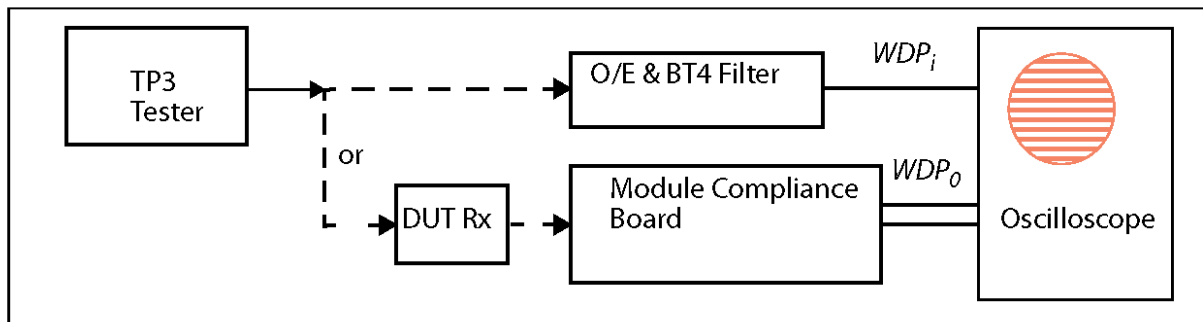 TP3
Tester
O/E & BT4 Filter
WDPi
or
DUT Rx
Module Compliance
Board
WDP0
Oscilloscope